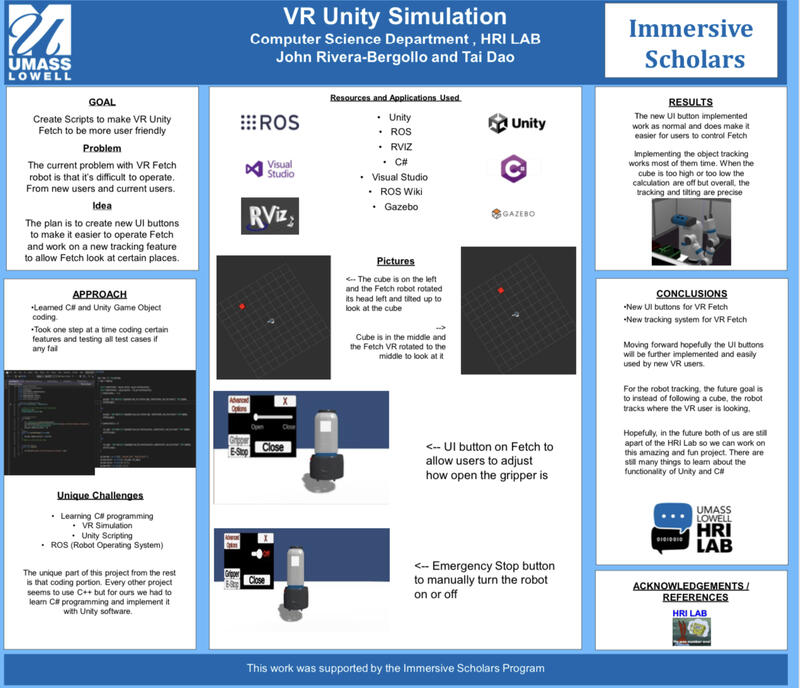 VR Unity Simulation
Computer Science Department , HRI LAB
John Rivera-Bergollo and Tai Dao
UMASS
LOWELL
Immersive
Scholars
GOAL
Create Scripts to make VR Unity
Fetch to be more user friendly
Problem
The current problem with VR Fetch
robot is that it's difficult to operate.
From new users and current users.
Idea
The plan is to create new UI buttons
to make it easier to operate Fetch
and work on a new tracking feature
to allow Fetch look at certain places.
APPROACH
•Learned C# and Unity Game Object
coding.
•Took one step at a time coding certain
features and testing all test cases if
any fail
Unique Challenges
• Learning C# programming
• VR Simulation
• Unity Scripting
• ROS (Robot Operating System)
The unique part of this project from the rest
is that coding portion. Every other project
seems to use C++ but for ours we had to
learn C# programming and implement it
with Unity software.
Resources and Applications Used
ROS
Visual
Studio
RViz
• Unity
• ROS
• RVIZ
• C#
• Visual Studio
• ROS Wiki
• Gazebo
Unity
C#
GAZEBO
Pictures
<-- The cube is on the left
and the Fetch robot rotated
its head left and tilted up to
look at the cube
-->
Cube is in the middle and
the Fetch VR rotated to the
middle to look at it
Advanced
Options
X
Open
Close
Gripper
E-Stop
Close
<-- UI button on Fetch to
allow users to adjust
how open the gripper is
Advanced
Options
X
Off
Gripper
E-Stop
Close
<-- Emergency Stop button
to manually turn the robot
on or off
RESULTS
The new UI button implemented
work as normal and does make it
easier for users to control Fetch
Implementing the object tracking
works most of them time. When the
cube is too high or too low the
calculation are off but overall, the
tracking and tilting are precise
CONCLUSIONS
•New UI buttons for VR Fetch
•New tracking system for VR Fetch
Moving forward hopefully the UI buttons
will be further implemented and easily
used by new VR users.
For the robot tracking, the future goal is
to instead of following a cube, the robot
tracks where the VR user is looking,
Hopefully, in the future both of us are still
apart of the HRI Lab so we can work on
this amazing and fun project. There are
still many things to learn about the
functionality of Unity and C#
UMASS
LOWELL
HRI
LAB
01010010
ACKNOWLEDGEMENTS /
REFERENCES
HRI LAB
This work was supported by the Immersive Scholars Program